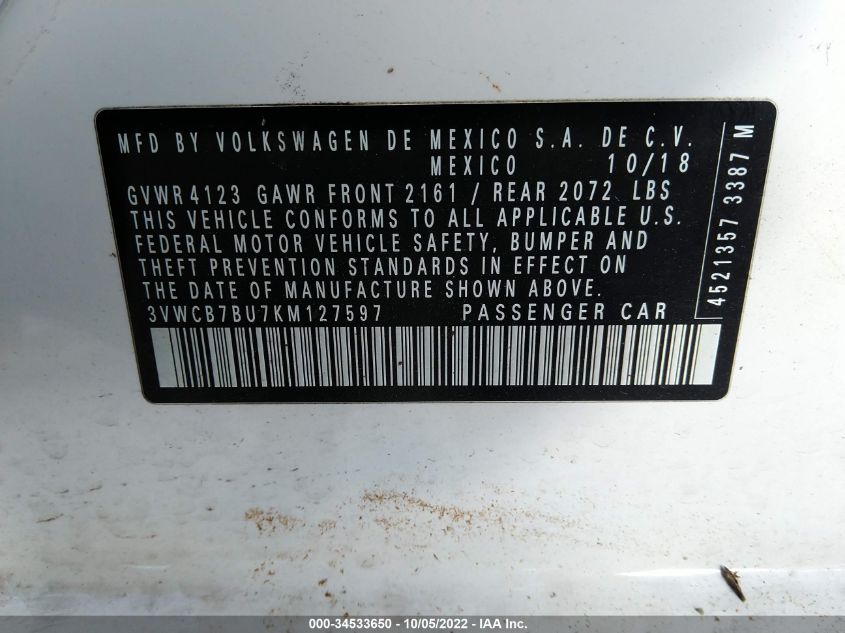 MFD BY VOLKSWAGEN DE MEXICO S.A. DE C.V.
MEXICO 10/18
GVWR 4123 GAWR FRONT 2161 / REAR 2072 LBS
THIS VEHICLE CONFORMS TO ALL APPLICABLE U.S.
FEDERAL MOTOR VEHICLE SAFETY, BUMPER AND
THEFT PREVENTION STANDARDS IN EFFECT ON
THE DATE OF MANUFACTURE SHOWN ABOVE.
3VWCB7BU7KM127597 PASSENGER CAR
4521357 3387 M
000-34533650 - 10/05/2022 - IAA Inc.